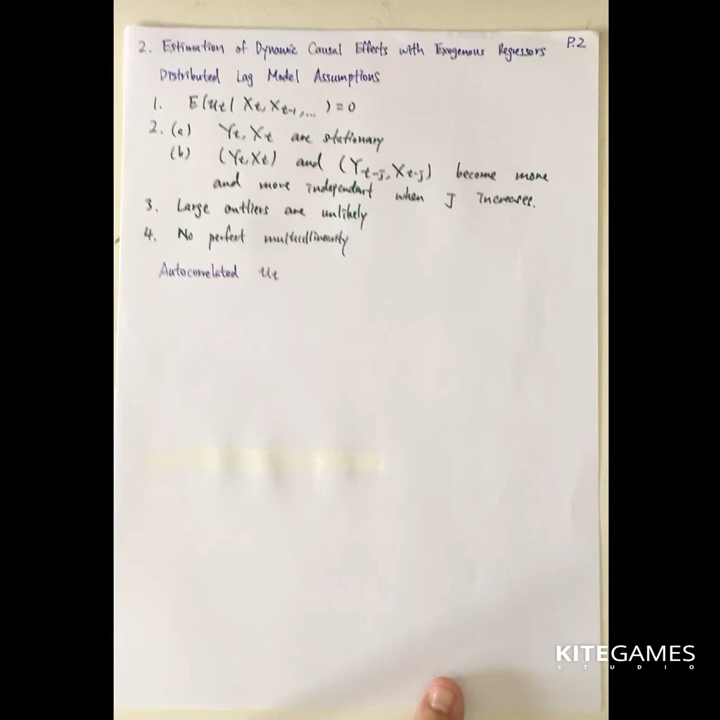 P.2
2. Estimation of Dynamic Causal Effects with Exogenous Regressors
Distributed Lag Model Assumptions
1. E(ut | Xt, Xt-1, ... ) = 0
2. (a) Yt, Xt are stationary
(b) (Yt, Xt) and (Yt-j, Xt-j) become more
and more independent when J increases.
3. Large outliers are unlikely
4. No perfect multicollinearity
Autocorrelated ut
KITEGAMES
STUDIO